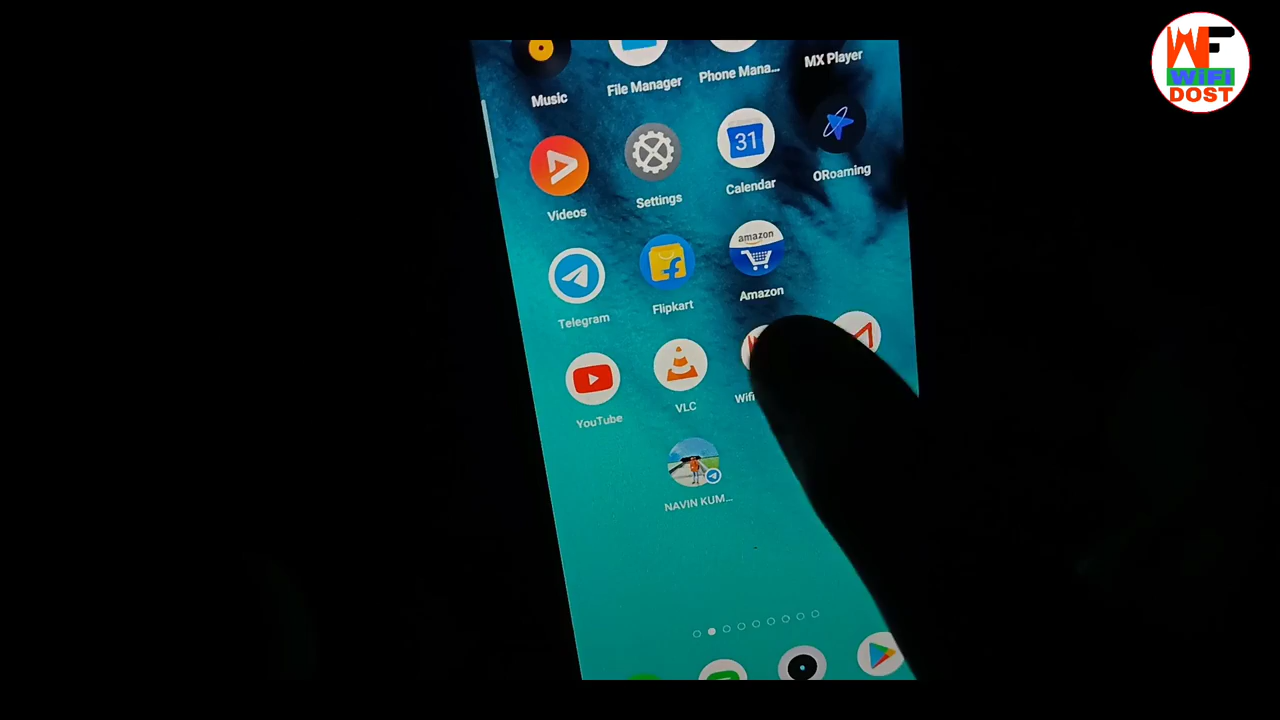 WF
WiFi
DOST
Music
File Manager
Phone Mana...
MX Player
Videos
Settings
31
Calendar
ORoaming
Telegram
Flipkart
amazon
Amazon
YouTube
VLC
Wifi
NAVIN KUM...